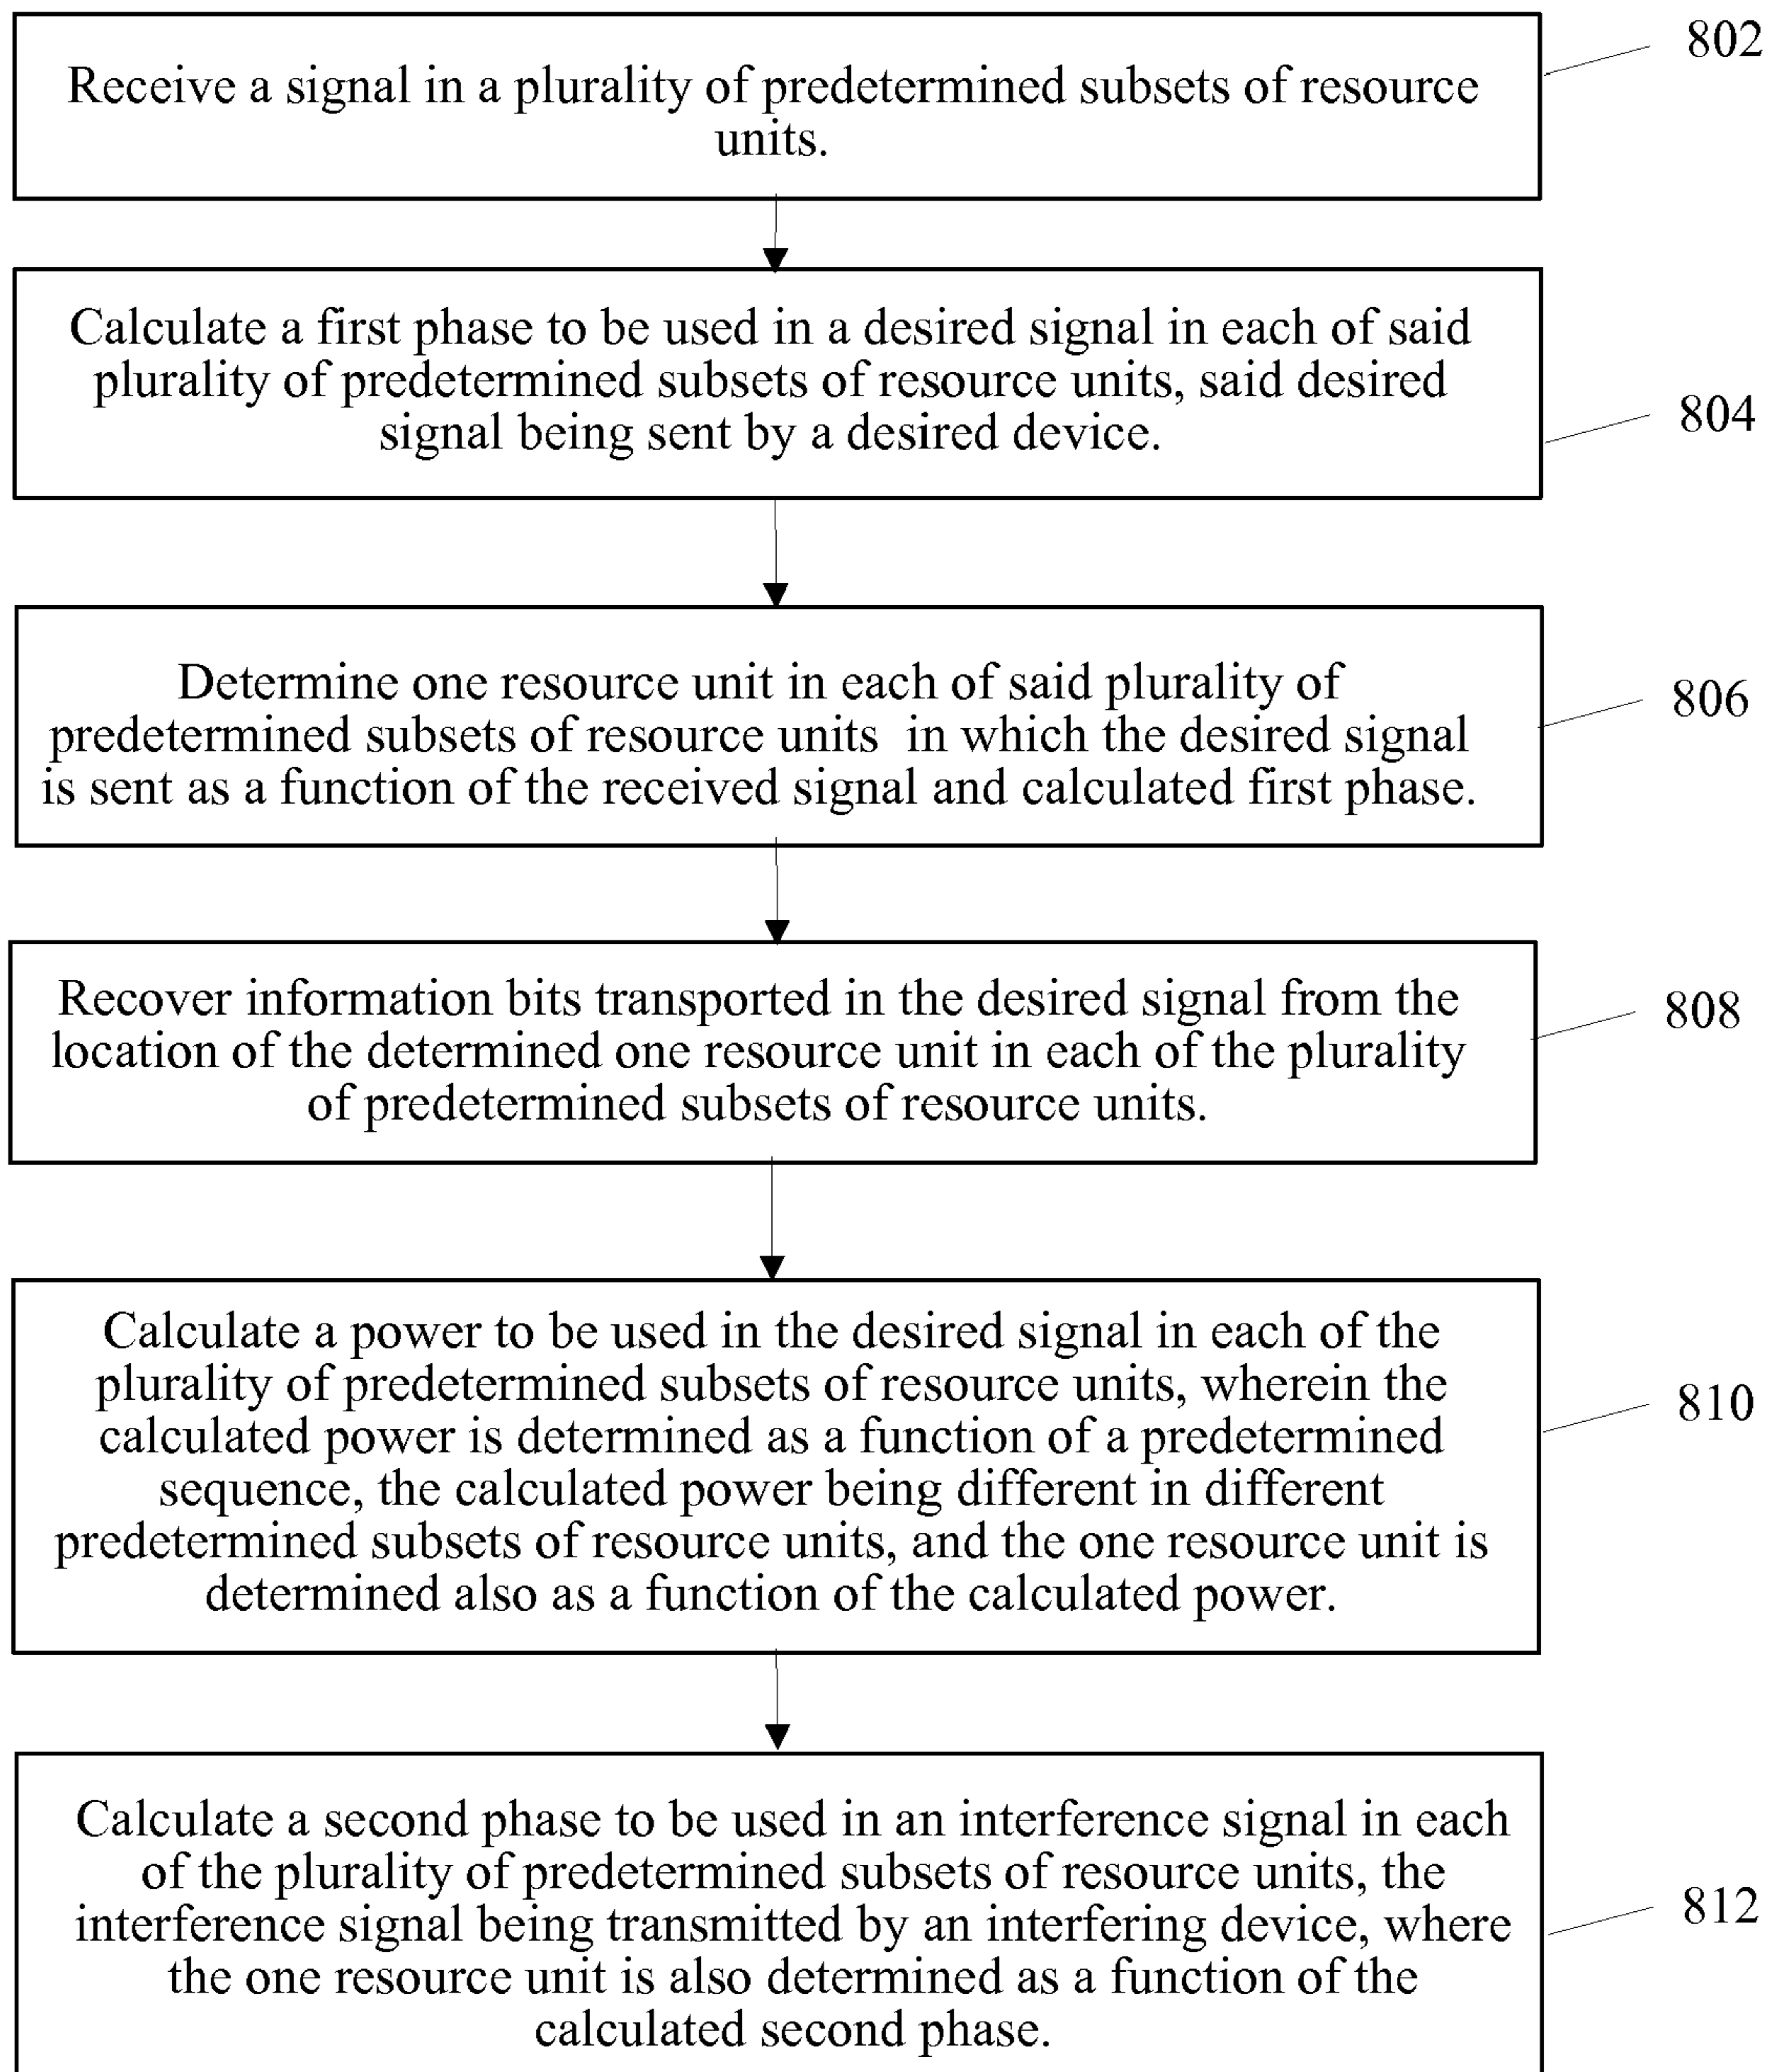 802
Receive a signal in a plurality of predetermined subsets of resource
units.
Calculate a first phase to be used in a desired signal in each of said
plurality of predetermined subsets of resource units, said desired
signal being sent by a desired device.
804
Determine one resource unit in each of said plurality of
predetermined subsets of resource units in which the desired signal
is sent as a function of the received signal and calculated first phase.
806
Recover information bits transported in the desired signal from the
location of the determined one resource unit in each of the plurality
of predetermined subsets of resource units.
808
Calculate a power to be used in the desired signal in each of the
plurality of predetermined subsets of resource units, wherein the
calculated power is determined as a function of a predetermined
sequence, the calculated power being different in different
predetermined subsets of resource units, and the one resource unit is
determined also as a function of the calculated power.
810
Calculate a second phase to be used in an interference signal in each
of the plurality of predetermined subsets of resource units, the
interference signal being transmitted by an interfering device, where
the one resource unit is also determined as a function of the
calculated second phase.
812